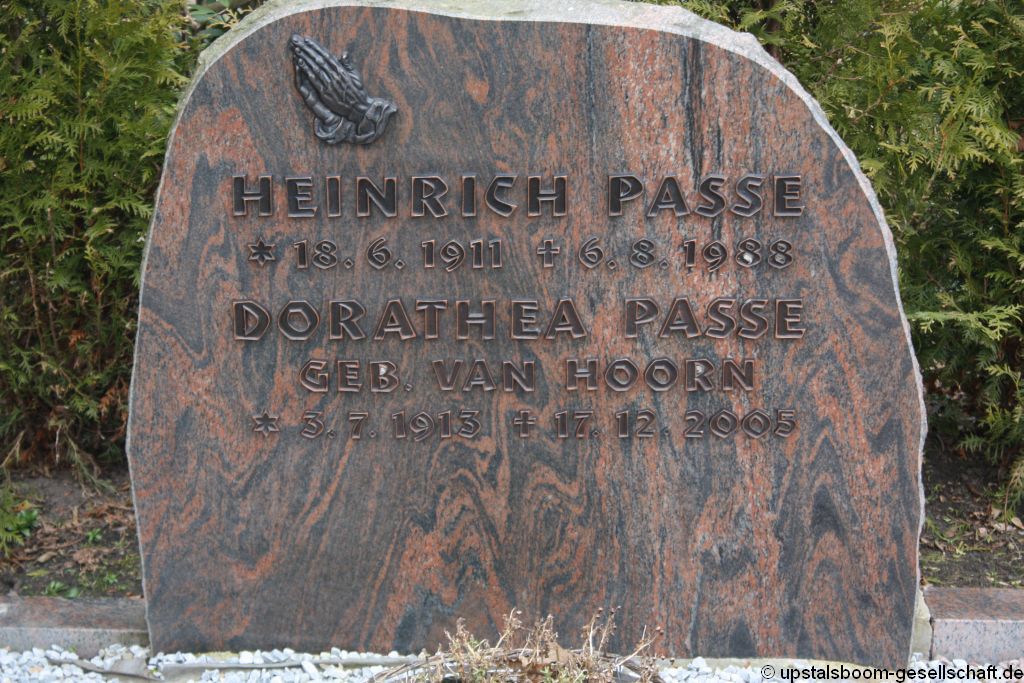 HEINRICH PASSE
* 18. 6. 1911 ✝ 6. 8. 1988
DORATHEA PASSE
GEB. VAN HOORN
* 3. 7. 1913 ✝ 17. 12. 2005
© upstalsboom-gesellschaft.de